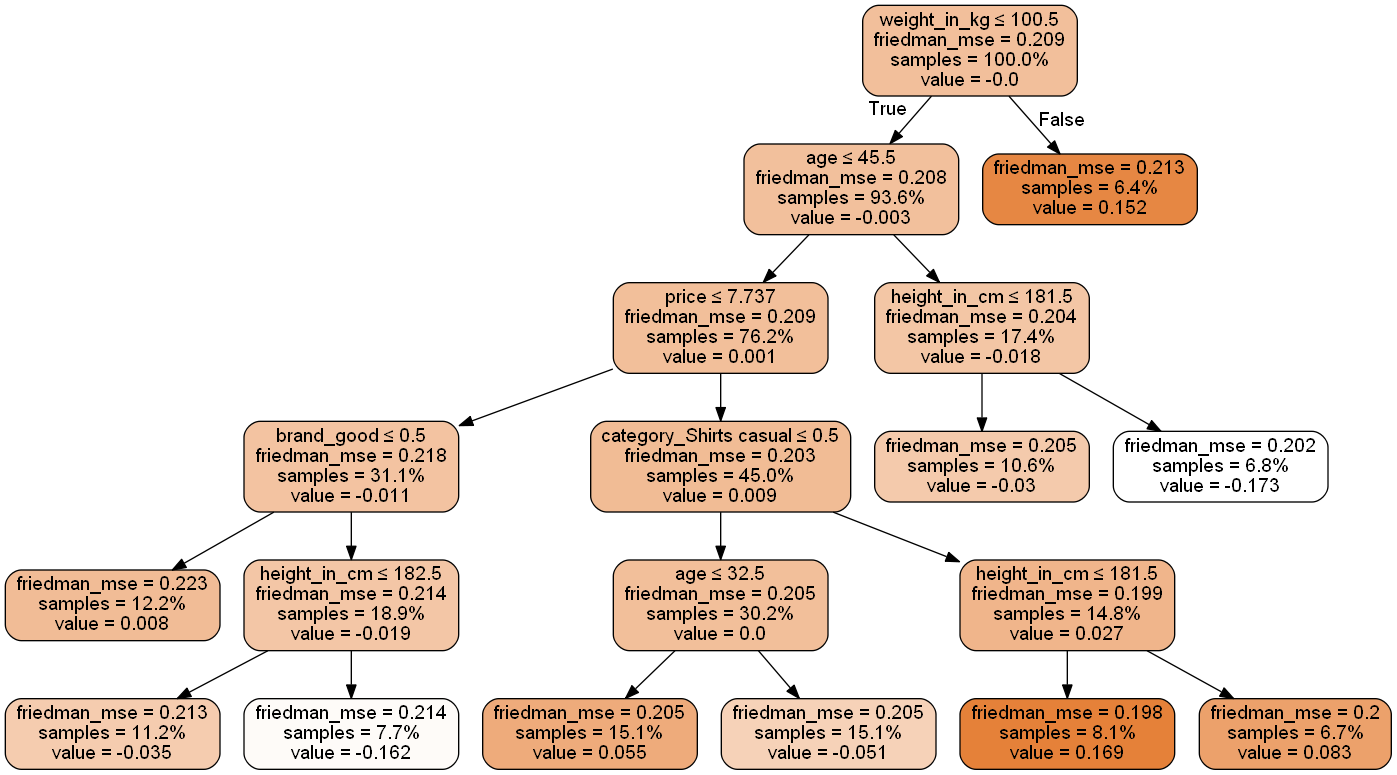 weight_in_kg ≤ 100.5
friedman_mse = 0.209
samples = 100.0%
value = -0.0
True
False
age ≤ 45.5
friedman_mse = 0.208
samples = 93.6%
value = -0.003
friedman_mse = 0.213
samples = 6.4%
value = 0.152
price ≤ 7.737
friedman_mse = 0.209
samples = 76.2%
value = 0.001
height_in_cm ≤ 181.5
friedman_mse = 0.204
samples = 17.4%
value = -0.018
brand_good ≤ 0.5
friedman_mse = 0.218
samples = 31.1%
value = -0.011
category_Shirts casual ≤ 0.5
friedman_mse = 0.203
samples = 45.0%
value = 0.009
friedman_mse = 0.205
samples = 10.6%
value = -0.03
friedman_mse = 0.202
samples = 6.8%
value = -0.173
friedman_mse = 0.223
samples = 12.2%
value = 0.008
height_in_cm ≤ 182.5
friedman_mse = 0.214
samples = 18.9%
value = -0.019
age ≤ 32.5
friedman_mse = 0.205
samples = 30.2%
value = 0.0
height_in_cm ≤ 181.5
friedman_mse = 0.199
samples = 14.8%
value = 0.027
friedman_mse = 0.213
samples = 11.2%
value = -0.035
friedman_mse = 0.214
samples = 7.7%
value = -0.162
friedman_mse = 0.205
samples = 15.1%
value = 0.055
friedman_mse = 0.205
samples = 15.1%
value = -0.051
friedman_mse = 0.198
samples = 8.1%
value = 0.169
friedman_mse = 0.2
samples = 6.7%
value = 0.083